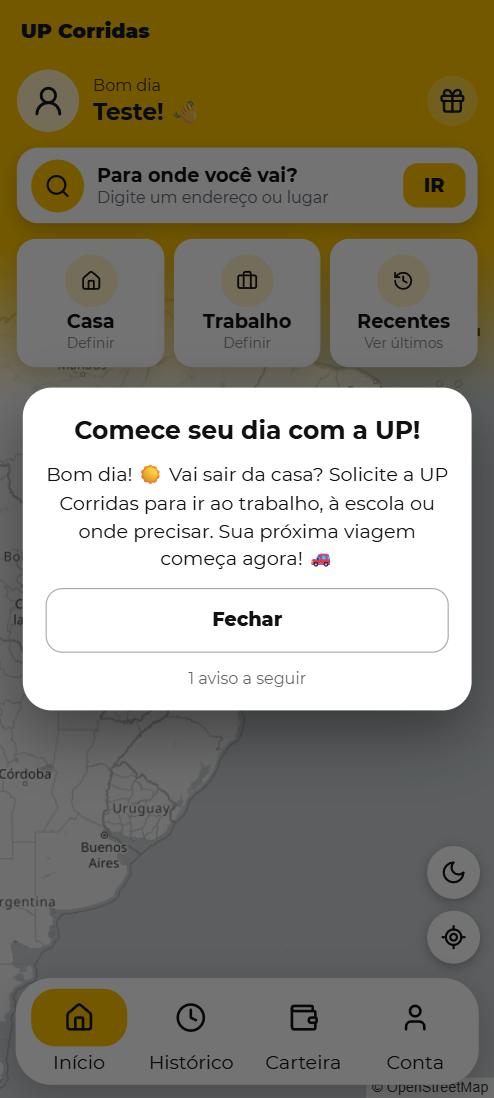 UP Corridas
Bom dia
Teste! 👋
Para onde você vai?
Digite um endereço ou lugar
IR
Casa
Definir
Trabalho
Definir
Recentes
Ver últimos
Manaus
Comece seu dia com a UP!
Bom dia! 🌞 Vai sair da casa? Solicite a UP
Corridas para ir ao trabalho, à escola ou
onde precisar. Sua próxima viagem
começa agora! 🚗
Fechar
1 aviso a seguir
Córdoba
Uruguay
Buenos
Aires
rgentina
Início
Histórico
Carteira
Conta
© OpenStreetMap